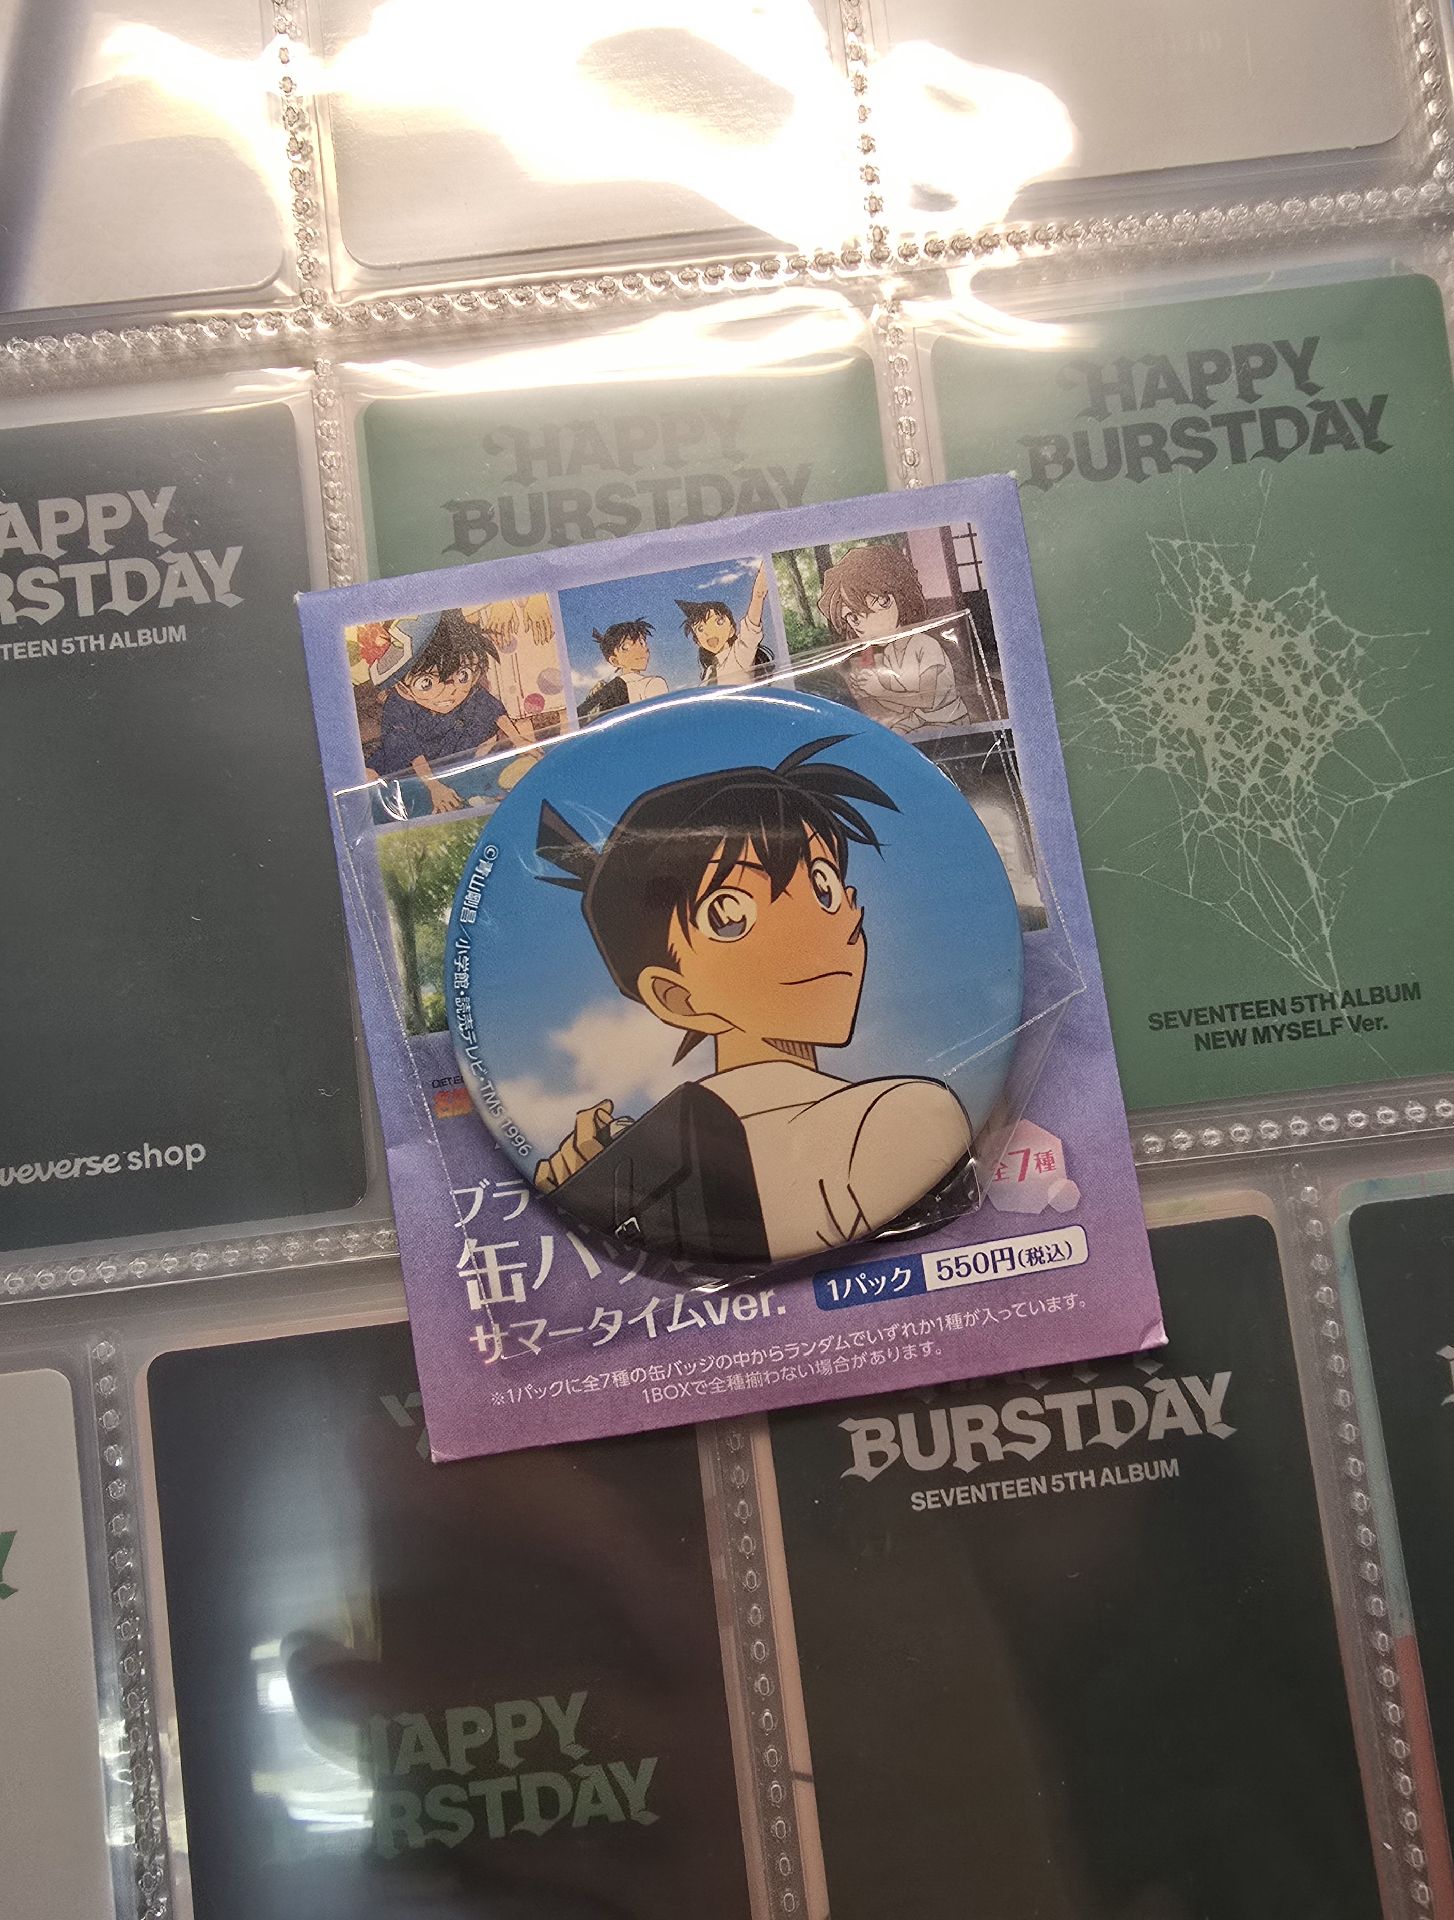 HAPPY
BURSTDAY
HAPPY
BURSTDAY
APPY
RSTDAY
TEEN 5TH ALBUM
weverse shop
SEVENTEEN 5TH ALBUM
NEW MYSELF Ver.
©青山剛昌/小学館・読売テレビ・TMS 1996
全7種
ブラ
缶バッ
サマータイムver.
1パック 550円(税込)
※1パックに全7種の缶バッジの中からランダムでいずれか1種が入っています。
1BOXで全種揃わない場合があります。
BURSTDAY
SEVENTEEN 5TH ALBUM
HAPPY
BURSTDAY